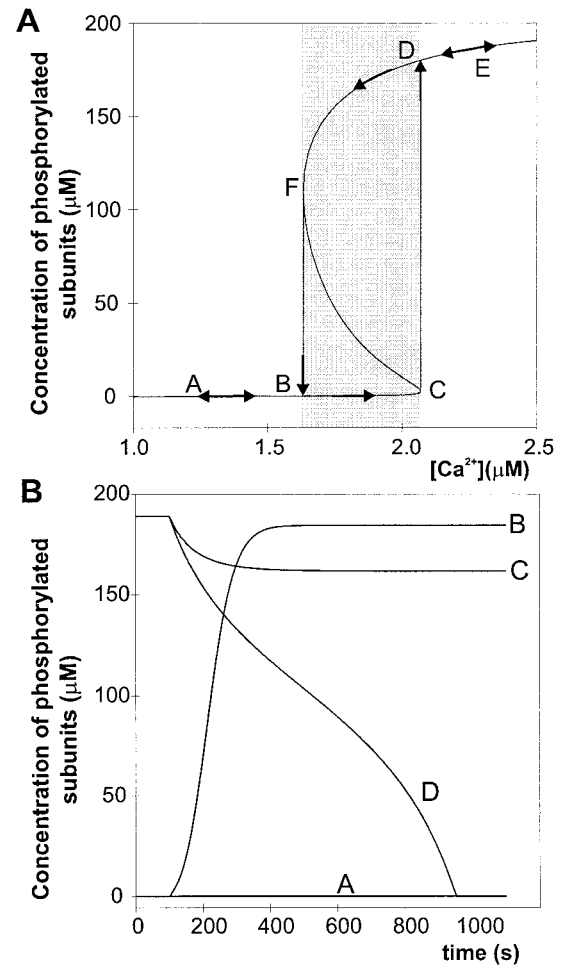 A
Concentration of phosphorylated
subunits (μM)
200
150
100
50
0
A
B
C
D
E
F
1.0
1.5
2.0
2.5
[Ca²⁺](μM)
B
Concentration of phosphorylated
subunits (μM)
200
150
100
50
0
B
C
D
A
0
200
400
600
800
1000
time (s)